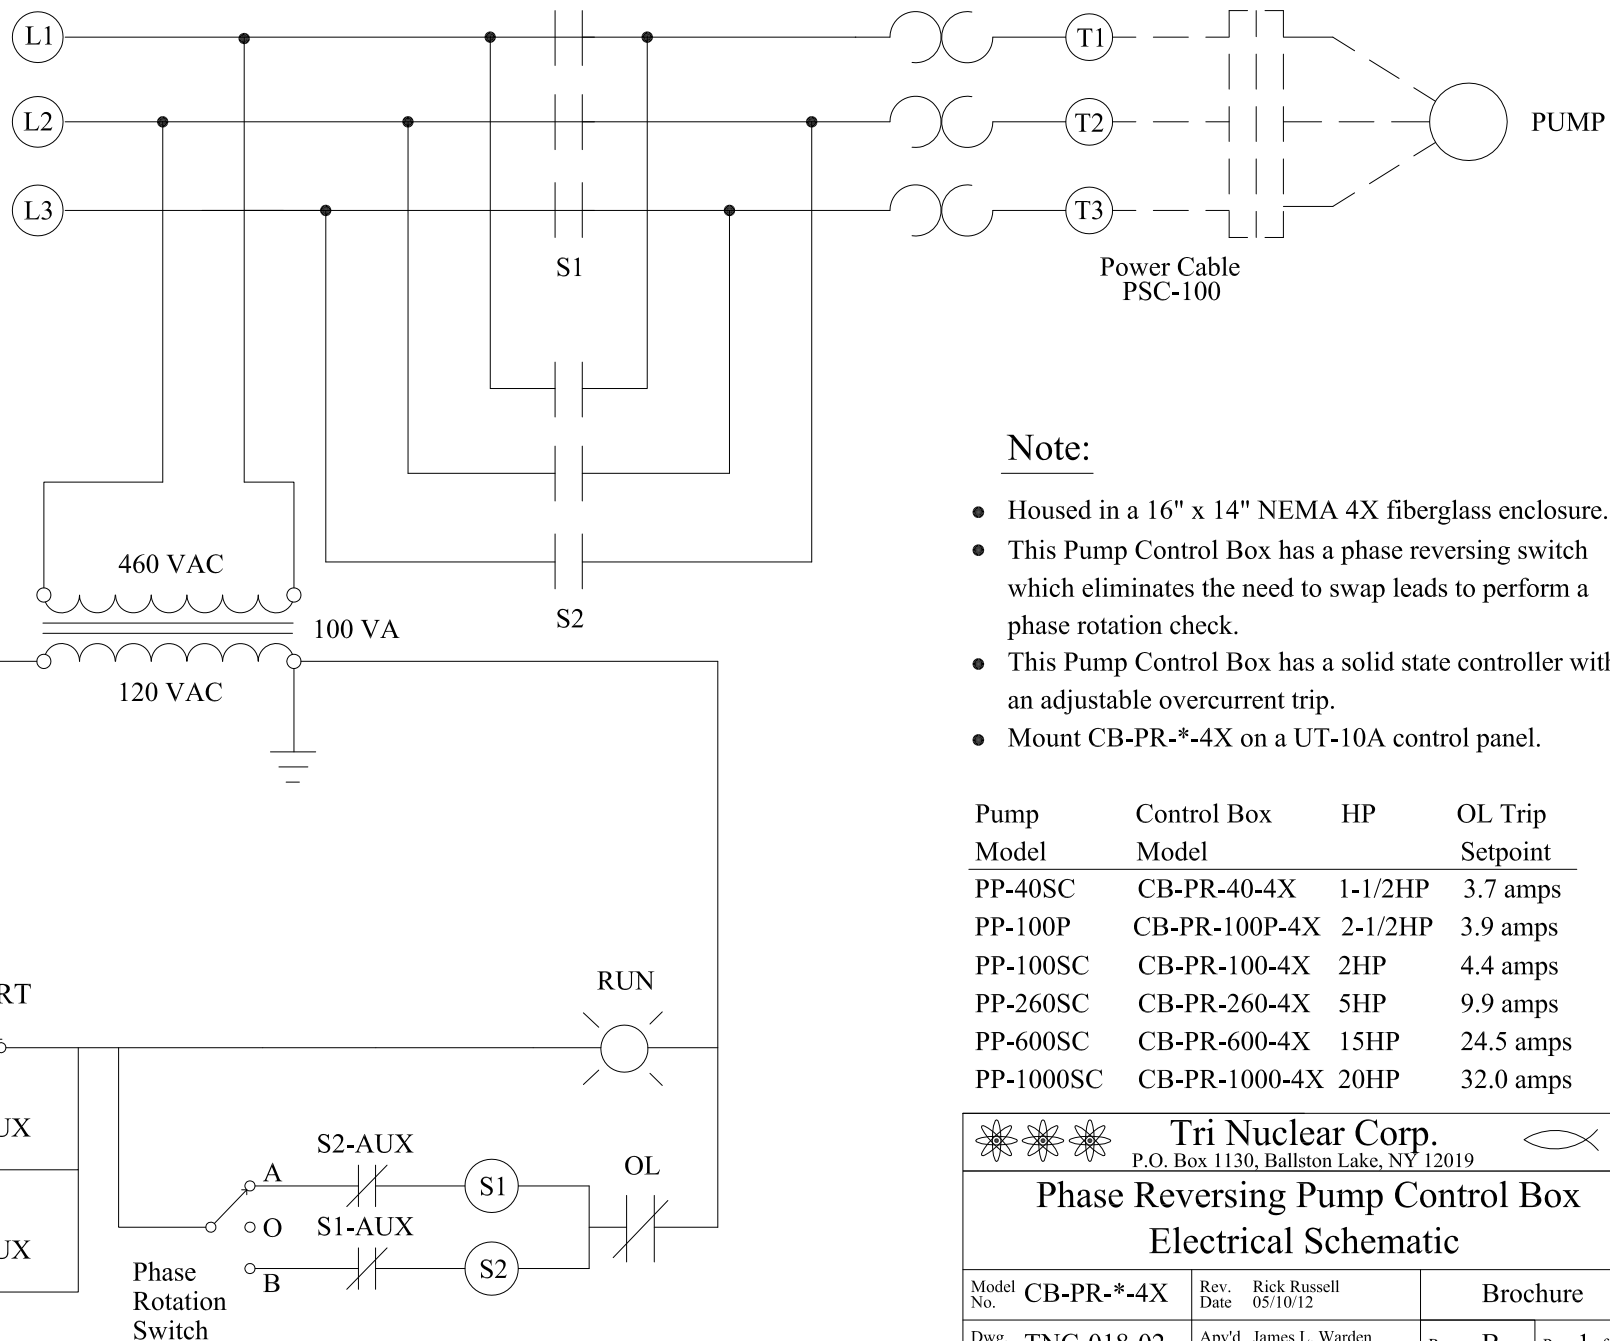 L1
T1
L2
T2
PUMP
L3
T3
S1
Power Cable
PSC-100
Note:
Housed in a 16" x 14" NEMA 4X fiberglass enclosure.
This Pump Control Box has a phase reversing switch
which eliminates the need to swap leads to perform a
phase rotation check.
This Pump Control Box has a solid state controller with
an adjustable overcurrent trip.
Mount CB-PR-*-4X on a UT-10A control panel.
460 VAC
S2
100 VA
120 VAC
Pump Control Box HP OL Trip
Model Model Setpoint
PP-40SC CB-PR-40-4X 1-1/2HP 3.7 amps
PP-100P CB-PR-100P-4X 2-1/2HP 3.9 amps
PP-100SC CB-PR-100-4X 2HP 4.4 amps
PP-260SC CB-PR-260-4X 5HP 9.9 amps
PP-600SC CB-PR-600-4X 15HP 24.5 amps
PP-1000SC CB-PR-1000-4X 20HP 32.0 amps
RT
RUN
UX
S2-AUX
OL
A
S1
O
S1-AUX
UX
B
S2
Phase
Rotation
Switch
Tri Nuclear Corp.
P.O. Box 1130, Ballston Lake, NY 12019
Phase Reversing Pump Control Box
Electrical Schematic
Model No. CB-PR-*-4X
Rev. Date Rick Russell 05/10/12
Brochure
Dwg TNC-018-02
Apv'd James L. Warden
B
1